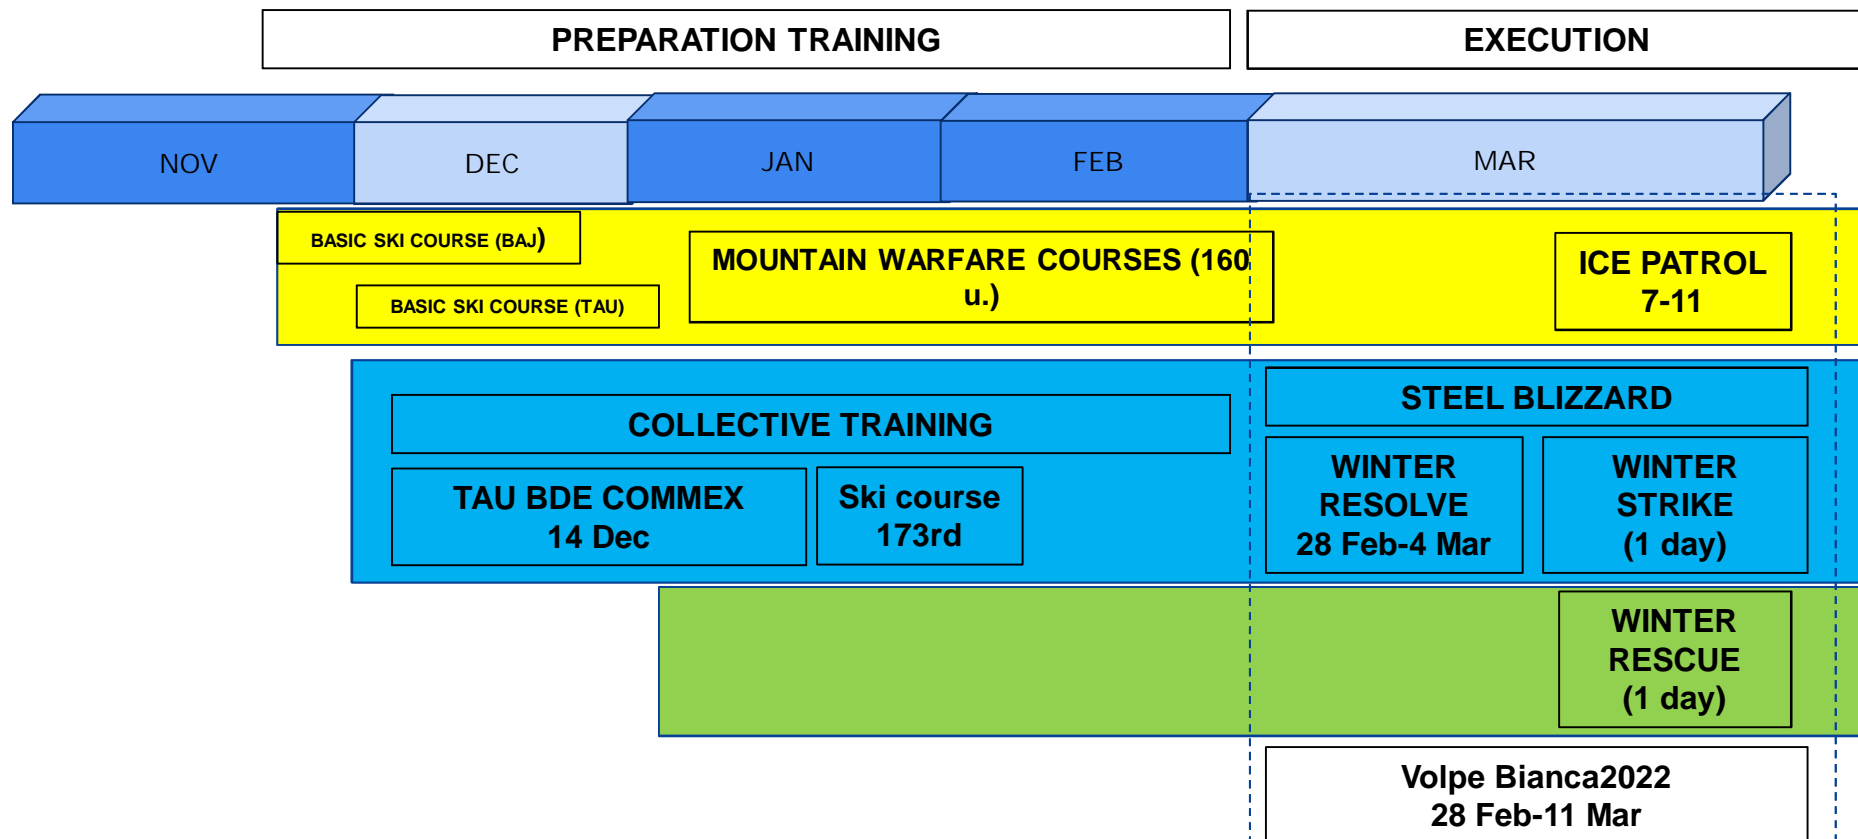 PREPARATION TRAINING
EXECUTION
NOV
DEC
JAN
FEB
MAR
BASIC SKI COURSE (BAJ)
BASIC SKI COURSE (TAU)
MOUNTAIN WARFARE COURSES (160
u.)
ICE PATROL
7-11
COLLECTIVE TRAINING
STEEL BLIZZARD
TAU BDE COMMEX
14 Dec
Ski course
173rd
WINTER
RESOLVE
28 Feb-4 Mar
WINTER
STRIKE
(1 day)
WINTER
RESCUE
(1 day)
Volpe Bianca2022
28 Feb-11 Mar